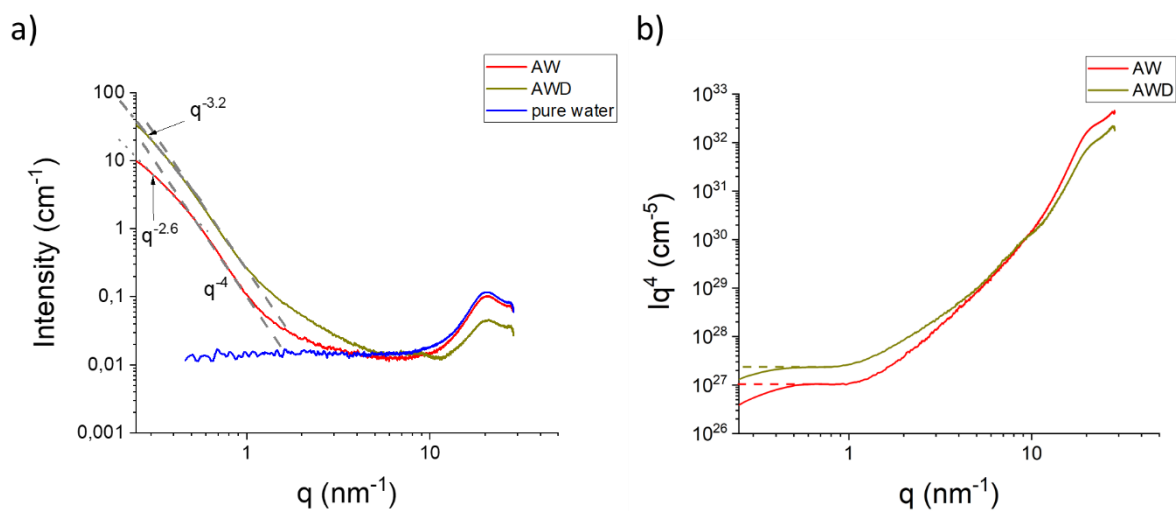 a)
AW
AWD
pure water
100
10
1
0,1
0,01
0,001
Intensity (cm⁻¹)
q⁻³·²
q⁻²·⁶
q⁻⁴
1
10
q (nm⁻¹)
b)
AW
AWD
10³³
10³²
10³¹
10³⁰
10²⁹
10²⁸
10²⁷
10²⁶
Iq⁴ (cm⁻⁵)
1
10
q (nm⁻¹)